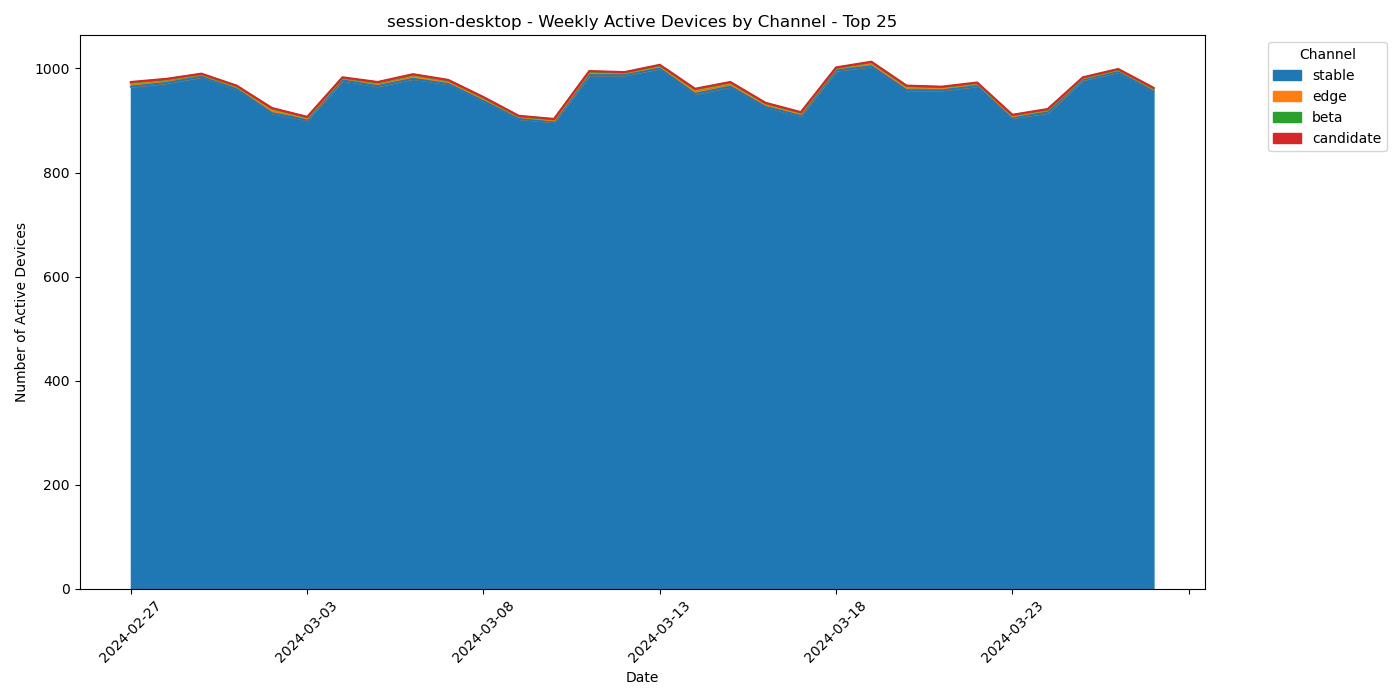 session-desktop - Weekly Active Devices by Channel - Top 25
Channel
stable
edge
beta
candidate
Number of Active Devices
1000
800
600
400
200
0
2024-02-27
2024-03-03
2024-03-08
2024-03-13
2024-03-18
2024-03-23
Date